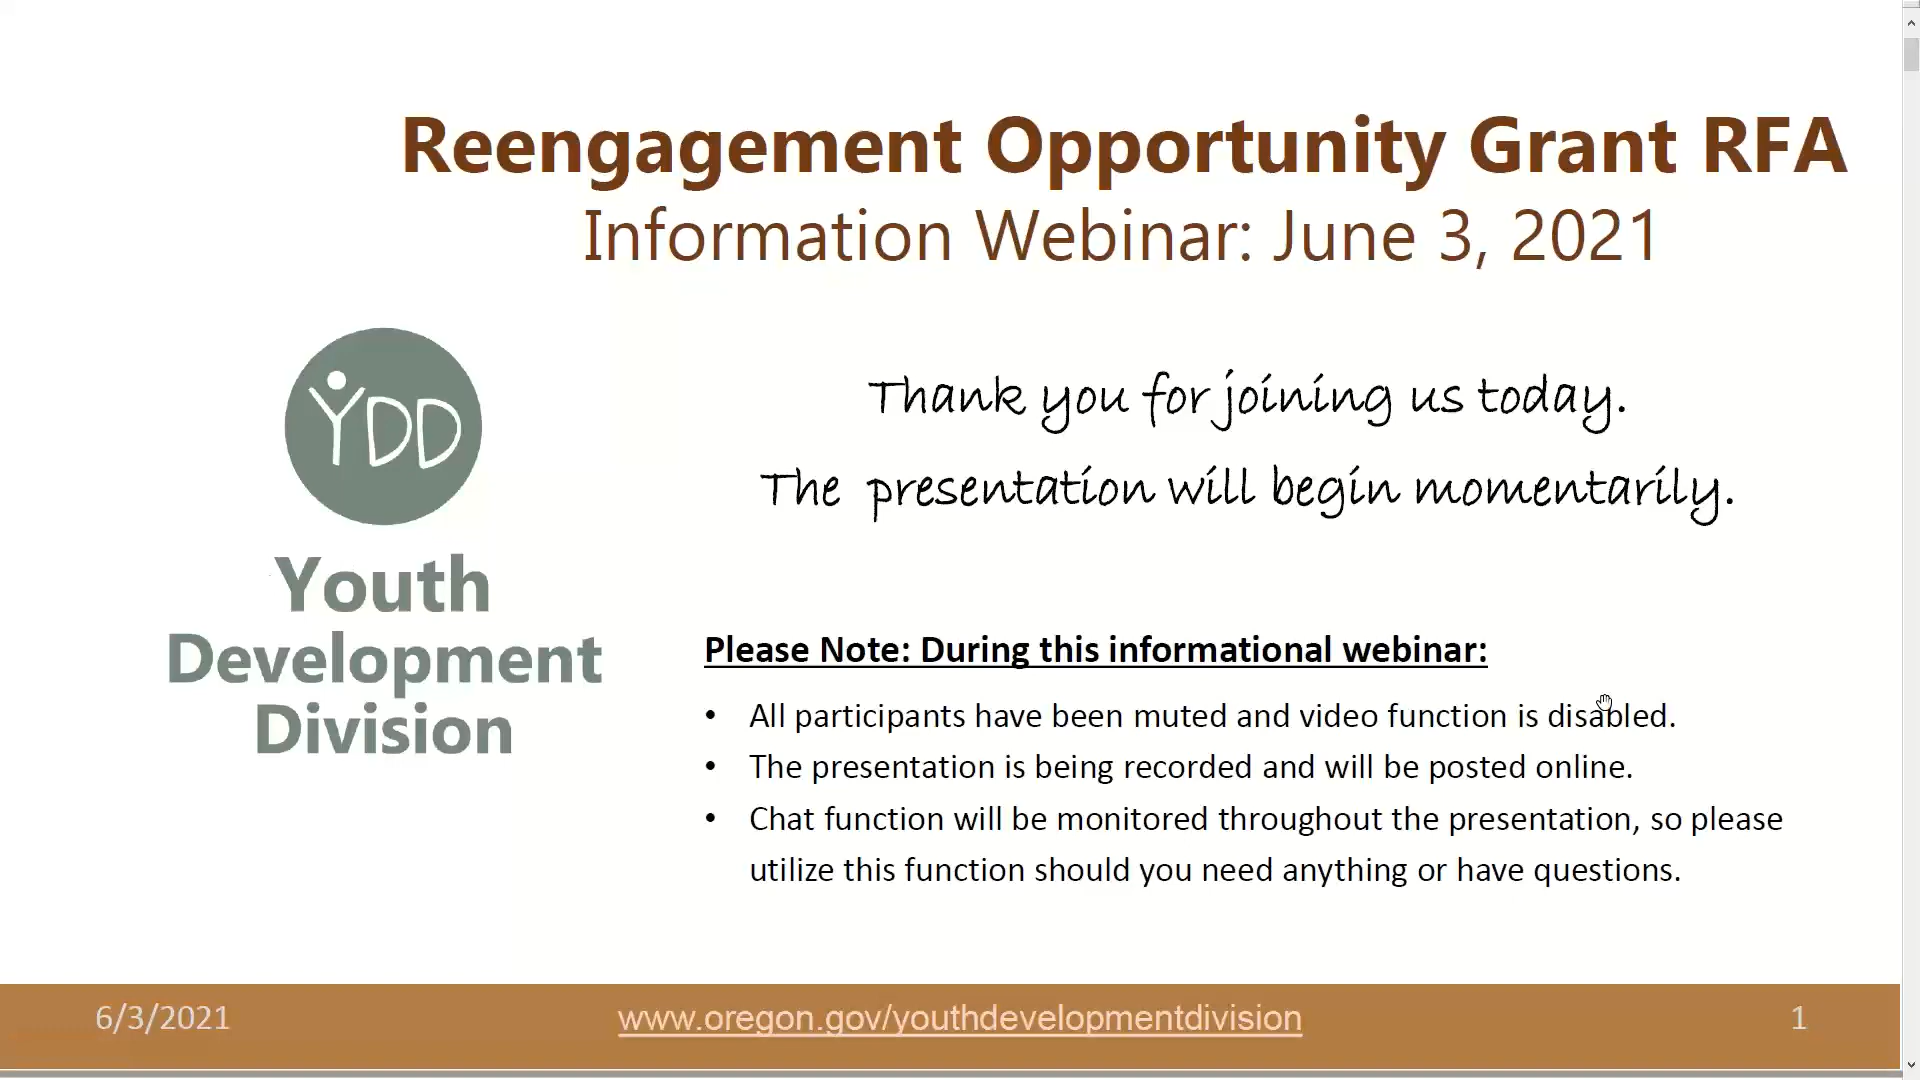 Reengagement Opportunity Grant RFA
Information Webinar: June 3, 2021
YDD
Youth
Development
Division
Thank you for joining us today.
The presentation will begin momentarily.
Please Note: During this informational webinar:
• All participants have been muted and video function is disabled.
• The presentation is being recorded and will be posted online.
• Chat function will be monitored throughout the presentation, so please
utilize this function should you need anything or have questions.
6/3/2021
www.oregon.gov/youthdevelopmentdivision
1